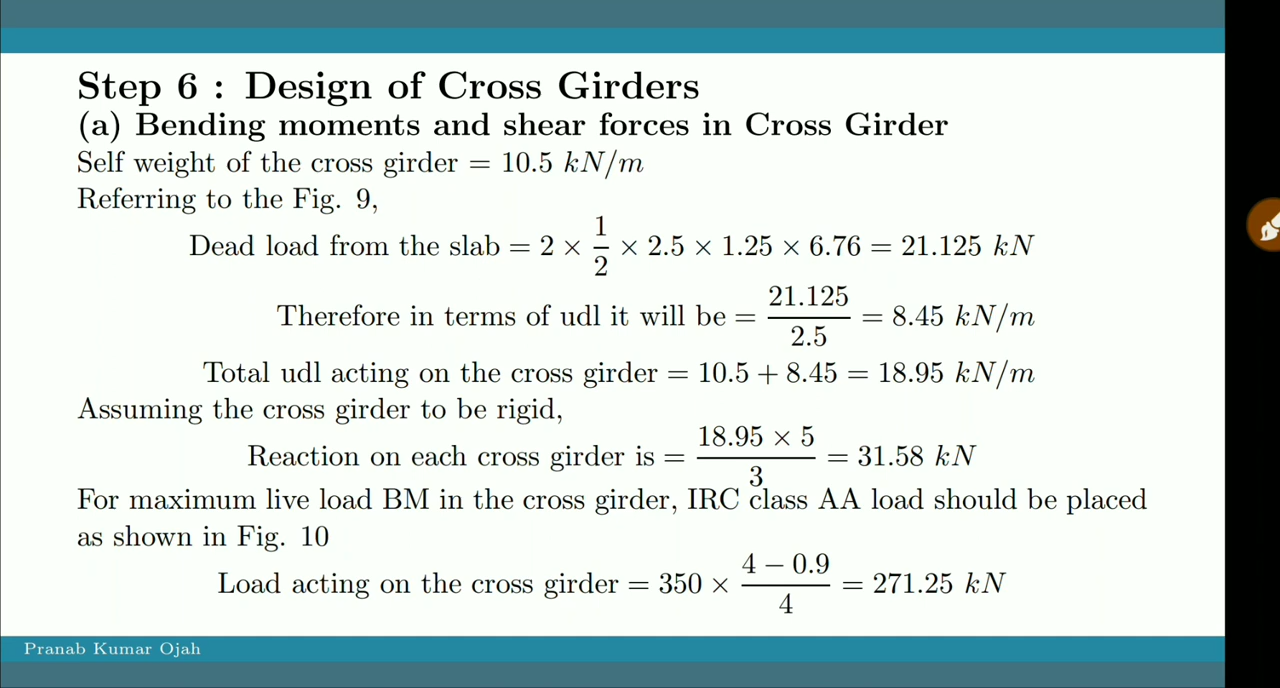 Step 6 : Design of Cross Girders
(a) Bending moments and shear forces in Cross Girder
Self weight of the cross girder = 10.5 kN/m
Referring to the Fig. 9,
Dead load from the slab = 2 × 1/2 × 2.5 × 1.25 × 6.76 = 21.125 kN
Therefore in terms of udl it will be = 21.125/2.5 = 8.45 kN/m
Total udl acting on the cross girder = 10.5 + 8.45 = 18.95 kN/m
Assuming the cross girder to be rigid,
Reaction on each cross girder is = (18.95 × 5)/3 = 31.58 kN
For maximum live load BM in the cross girder, IRC class AA load should be placed
as shown in Fig. 10
Load acting on the cross girder = 350 × (4 − 0.9)/4 = 271.25 kN
Pranab Kumar Ojah